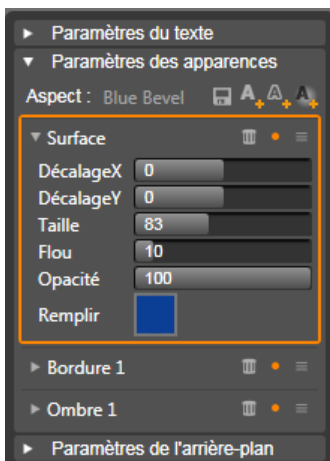 Paramètres du texte
Paramètres des apparences
Aspect : Blue Bevel A A A
Surface
DécalageX 0
DécalageY 0
Taille 83
Flou 10
Opacité 100
Remplir
Bordure 1
Ombre 1
Paramètres de l'arrière-plan